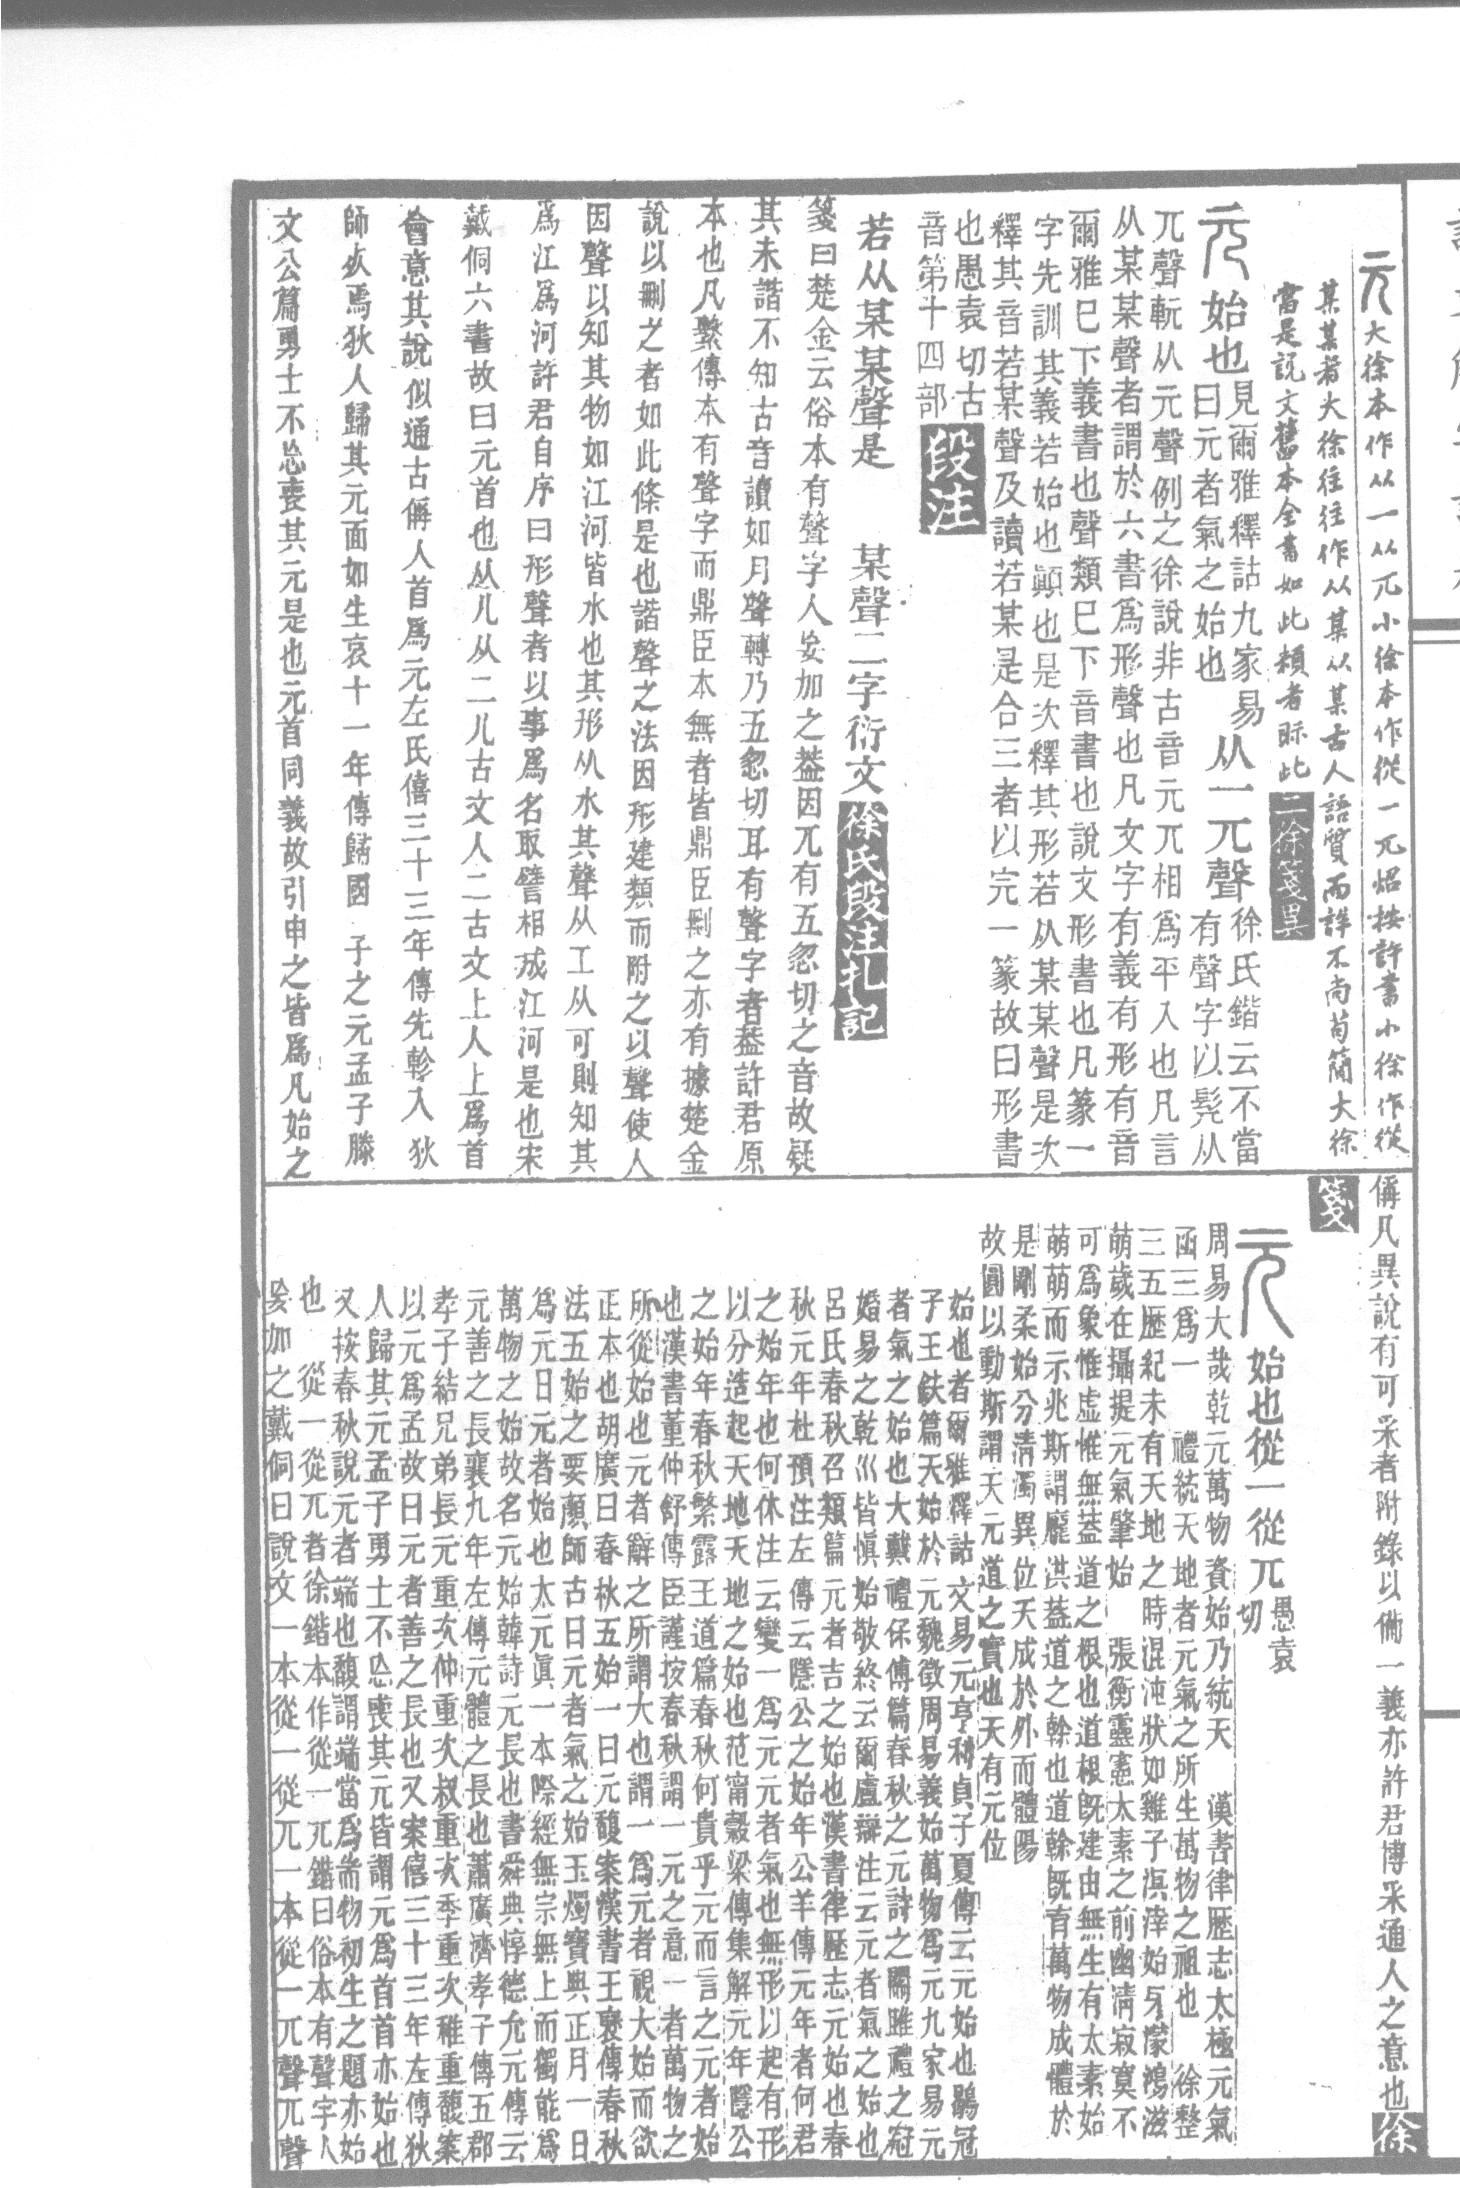 元大徐本作从一从兀小徐本作從一兀炤按許書小徐作從
某某者大徐往往作从某从某古人語質而詳不尚苟簡大徐
當是說文舊本全書如此類者眎此二徐箋異
元始也見爾雅釋詁九家易曰元者氣之始也从一兀聲徐氏鍇云不當有聲字以髡从
兀聲軏从元聲例之徐說非古音元兀相爲平入也凡言
从某某聲者謂於六書爲形聲也凡文字有義有形有音
爾雅巳下義書也聲類巳下音書也說文形書也凡篆一
字先訓其義若始也顚也是次釋其形若从某某聲是次
釋其音若某聲及讀若某是合三者以完一篆故曰形書
也愚袁切古音第十四部段注
若从某某聲是 某聲二字衍文徐氏段注札記
箋曰楚金云俗本有聲字人妄加之葢因兀有五忽切之音故疑
其未諧不知古音讀如月聲轉乃五忽切耳有聲字者葢許君原
本也凡繫傳本有聲字而鼎臣本無者皆鼎臣刪之亦有據楚金
說以刪之者如此條是也諧聲之法因形建類而附之以聲使人
因聲以知其物如江河皆水也其形从水其聲从工从可則知其
爲江爲河許君自序曰形聲者以事爲名取譬相成江河是也宋
戴侗六書故曰元首也从儿从二儿古文人二古文上人上爲首
會意其說似通古偁人首爲元左氏僖三十三年傳先軫入狄
師𣦸焉狄人歸其元面如生哀十一年傳歸國 子之元孟子滕
文公篇勇士不忘喪其元是也元首同義故引申之皆爲凡始之
偁凡異說有可采者附錄以備一義亦許君博采通人之意也徐
箋
元始也從一從兀愚袁切
周易大哉乾元萬物資始乃統天 漢書律歷志太極元氣
函三爲一 禮統天地者元氣之所生萬物之祖也 徐整
三五歷紀未有天地之時混沌狀如雞子溟涬始牙濛鴻滋
萌歲在攝提元氣肇始 張衡靈憲太素之前幽清寂寞不
可爲象惟虛惟無葢道之根也道根旣建由無生有太素始
萌萌而示兆斯謂龐洪葢道之幹也道幹旣育萬物成體於
是剛柔始分清濁異位天成於外而體陽
故圓以動斯謂天元道之實也天有元位
始也者爾雅釋詁文易元亨利貞子夏傳云元始也鶡冠
子王鈇篇天始於元魏徵周易義始萬物爲元九家易元
者氣之始也大戴禮保傅篇春秋之元詩之關雎禮之冠
婚易之乾巛皆愼始敬終云爾盧辯注云元者氣之始也
呂氏春秋召類篇元者吉之始也漢書律歷志元始也春
秋元年杜預注左傳云隱公之始年公羊傳元年者何君
之始年也何休注云變一爲元元者氣也無形以起有形
以分造起天地天地之始也范甯穀梁傳集解元年隱公
之始年春秋繁露王道篇春秋何貴乎元而言之元者始
也漢書董仲舒傳臣謹按春秋謂一元之意一者萬物之
所從始也元者辭之所謂大也謂一爲元者視大始而欲
正本也胡廣曰春秋五始一曰元馥案漢書王襃傳春秋
法五始之要顏師古曰元者氣之始玉燭寶典正月一日
爲元日元者始也太元眞一本際經無宗無上而獨能爲
萬物之始故名元始韓詩元長也書舜典惇德允元傳云
元善之長襄九年左傳元體之長也蕭廣濟孝子傳五郡
孝子結兄弟長元重次仲重次叔重次季重次稚重馥案
以元爲孟故曰元者善之長也又案僖三十三年左傳狄
人歸其元孟子勇士不忘喪其元皆謂元爲首首亦始也
又按春秋說元者端也馥謂端當爲耑物初生之題亦始
也 從一從兀者徐鍇本作從一兀鍇曰俗本有聲字人
妄加之戴侗曰說文一本從一從兀一本從一兀聲兀聲